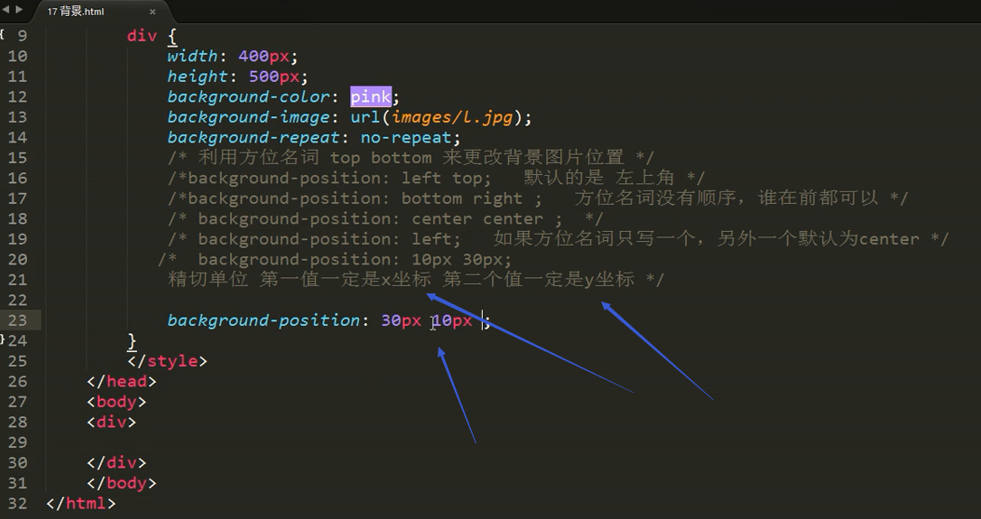 17 背景.html ×
{ 9 div {
10 width: 400px;
11 height: 500px;
12 background-color: pink;
13 background-image: url(images/l.jpg);
14 background-repeat: no-repeat;
15 /* 利用方位名词 top bottom 来更改背景图片位置 */
16 /*background-position: left top; 默认的是 左上角 */
17 /*background-position: bottom right ; 方位名词没有顺序，谁在前都可以 */
18 /* background-position: center center ; */
19 /* background-position: left; 如果方位名词只写一个，另外一个默认为center */
20 /* background-position: 10px 30px;
21 精切单位 第一值一定是x坐标 第二个值一定是y坐标 */
22
23 background-position: 30px 10px ;
} 24 }
25 </style>
26 </head>
27 <body>
28 <div>
29
30 </div>
31 </body>
32 </html>